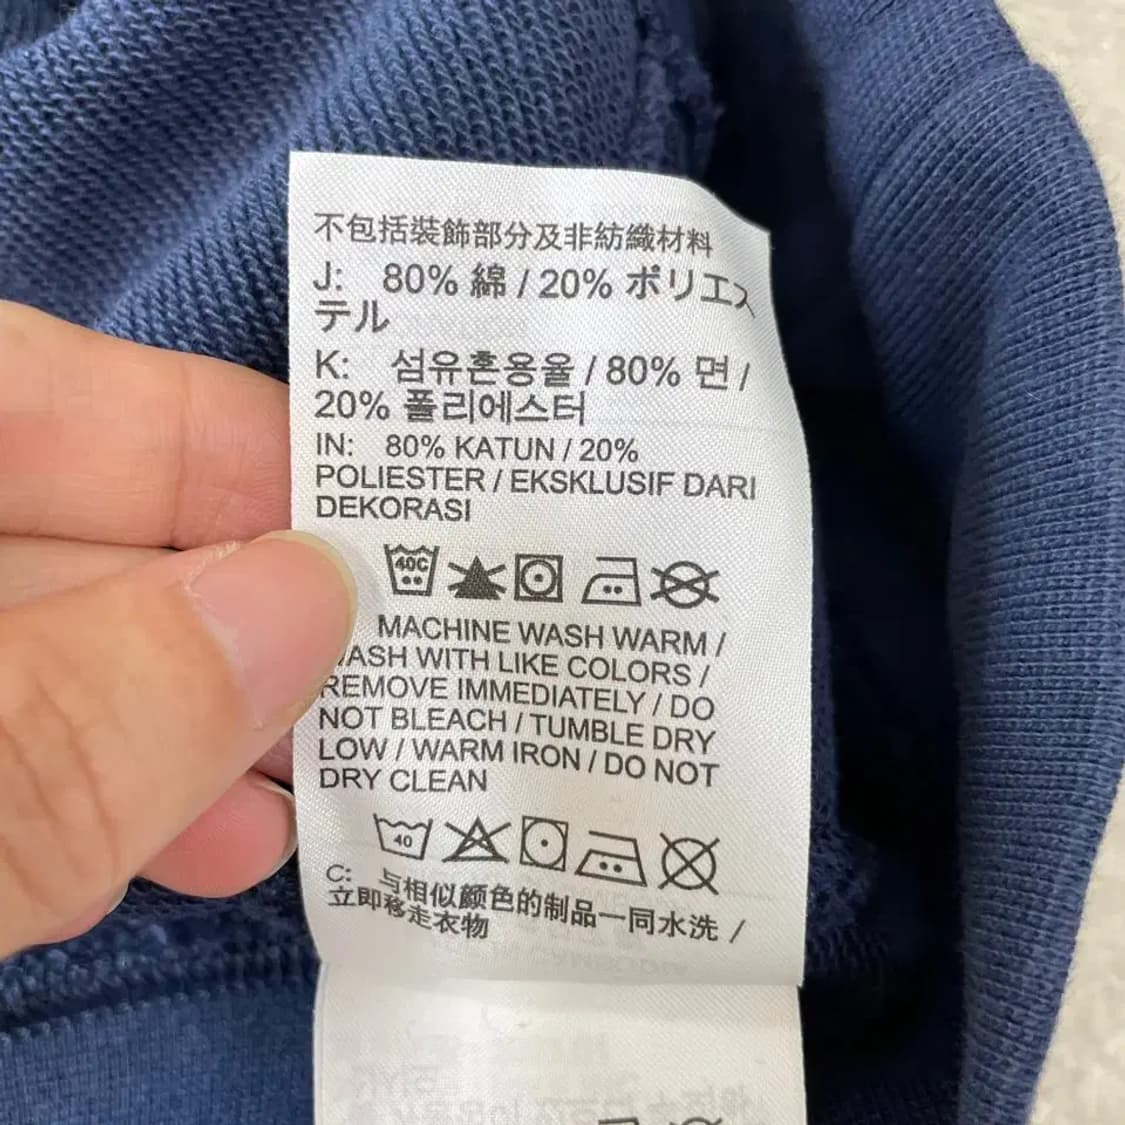 不包括裝飾部分及非紡織材料
J: 80% 綿 / 20% ポリエス
テル
K: 섬유혼용율 / 80% 면 /
20% 폴리에스터
IN: 80% KATUN / 20%
POLIESTER / EKSKLUSIF DARI
DEKORASI
40C
MACHINE WASH WARM /
WASH WITH LIKE COLORS /
REMOVE IMMEDIATELY / DO
NOT BLEACH / TUMBLE DRY
LOW / WARM IRON / DO NOT
DRY CLEAN
40
C: 与相似颜色的制品一同水洗 /
立即移走衣物